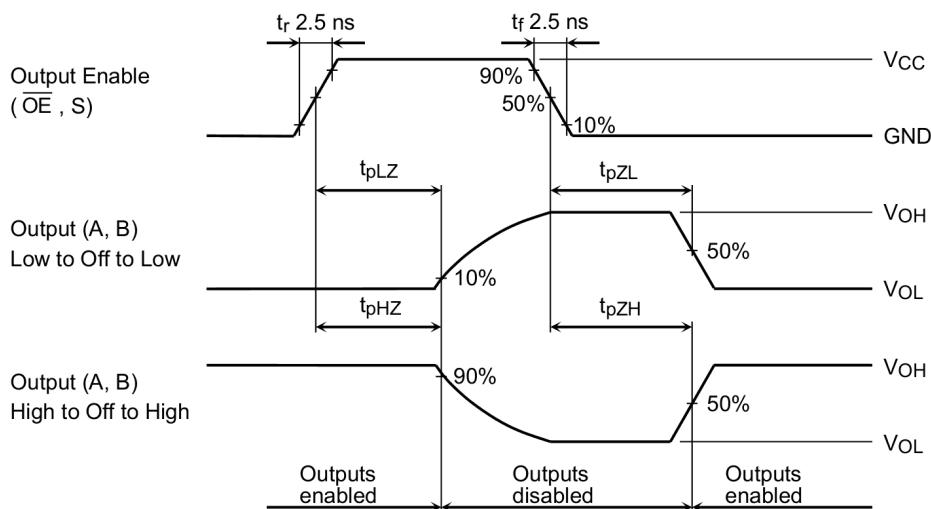 tr 2.5 ns
tf 2.5 ns
Output Enable
( OE , S)
90%
50%
10%
VCC
GND
tpLZ
tpZL
Output (A, B)
Low to Off to Low
10%
50%
VOH
VOL
tpHZ
tpZH
Output (A, B)
High to Off to High
90%
50%
VOH
VOL
Outputs enabled
Outputs disabled
Outputs enabled